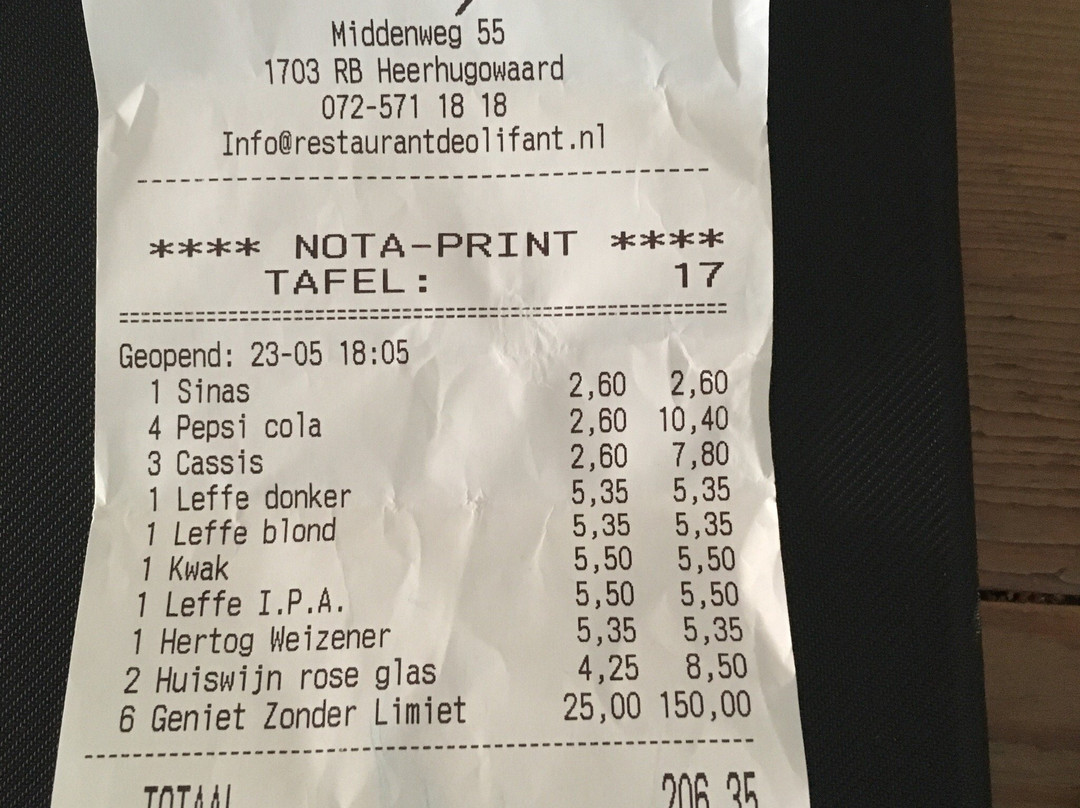 Middenweg 55
1703 RB Heerhugowaard
072-571 18 18
Info@restaurantdeolifant.nl
--------------------------------------------
**** NOTA-PRINT ****
TAFEL: 17
============================================
Geopend: 23-05 18:05
1 Sinas 2,60 2,60
4 Pepsi cola 2,60 10,40
3 Cassis 2,60 7,80
1 Leffe donker 5,35 5,35
1 Leffe blond 5,35 5,35
1 Kwak 5,50 5,50
1 Leffe I.P.A. 5,50 5,50
1 Hertog Weizener 5,35 5,35
2 Huiswijn rose glas 4,25 8,50
6 Geniet Zonder Limiet 25,00 150,00
--------------------------------------------
TOTAAL 206,35